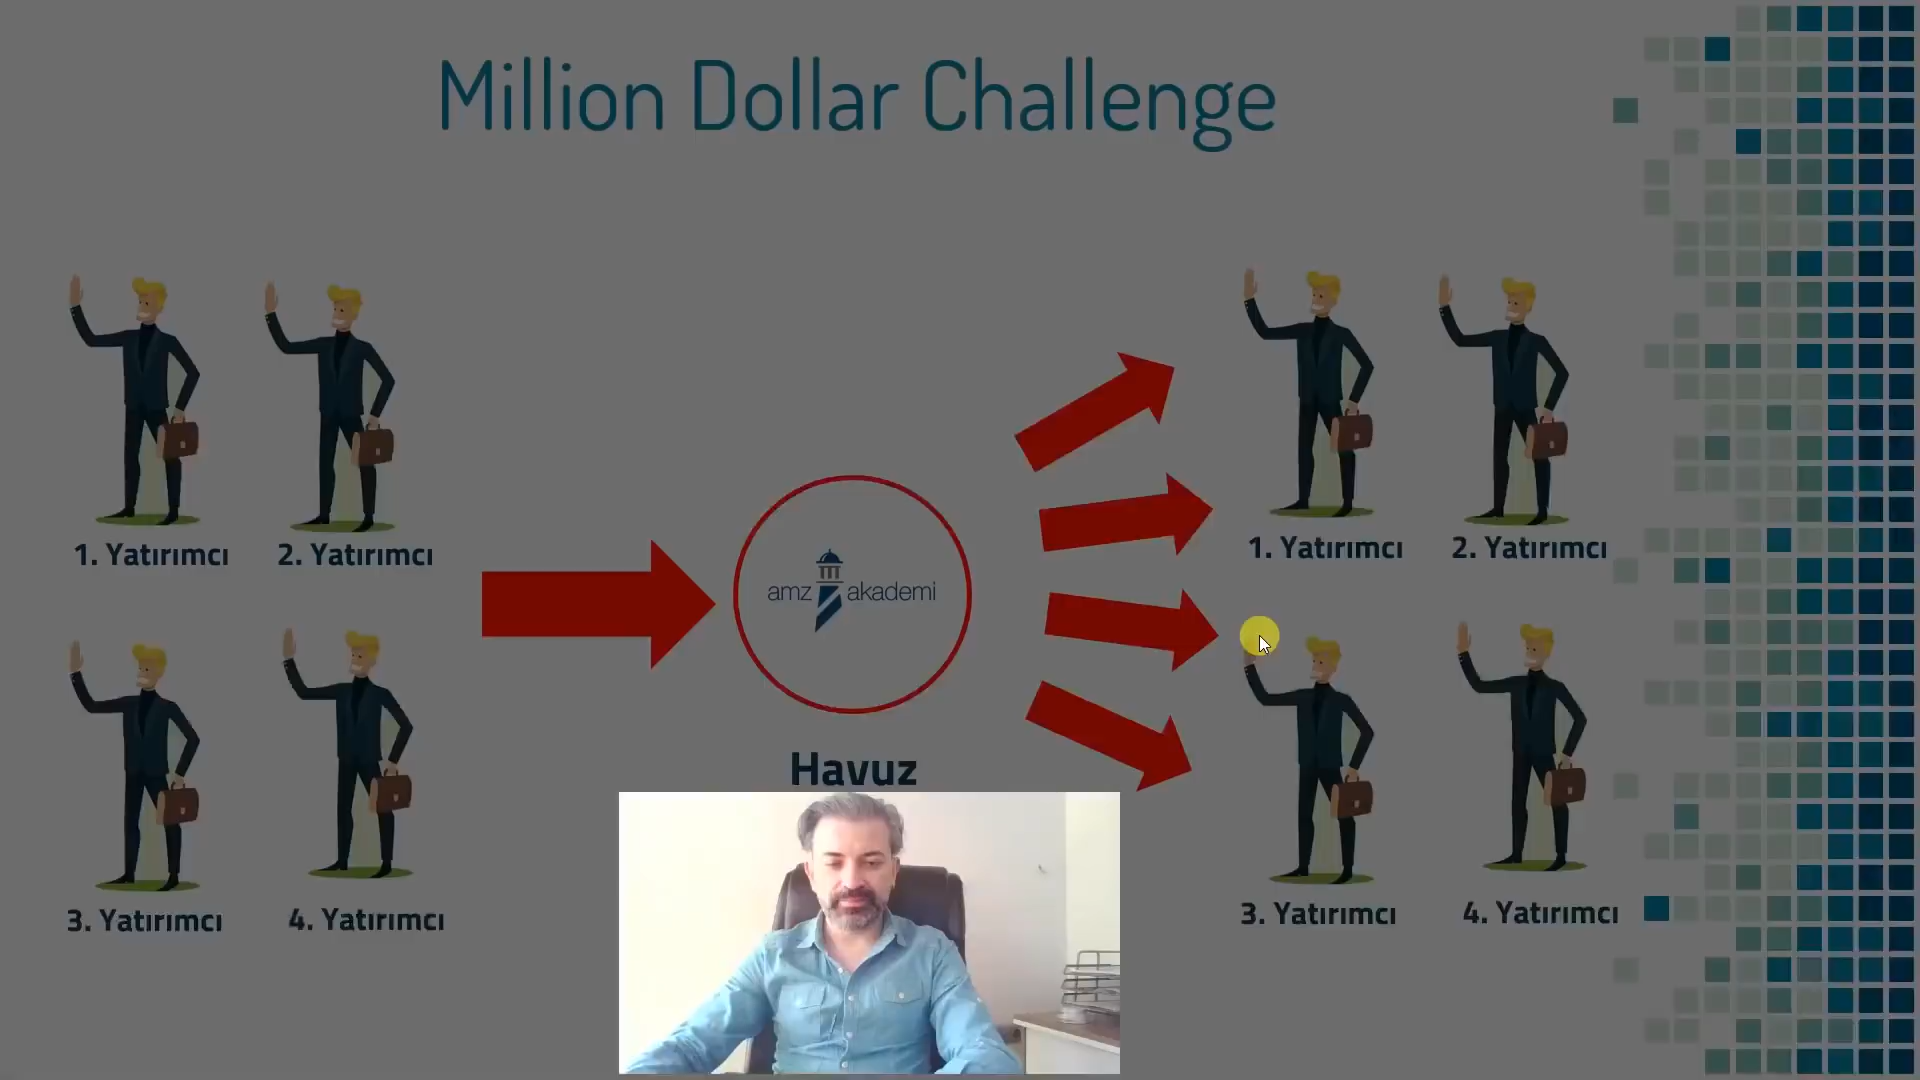 Million Dollar Challenge
1. Yatırımcı
2. Yatırımcı
3. Yatırımcı
4. Yatırımcı
amz akademi
Havuz
1. Yatırımcı
2. Yatırımcı
3. Yatırımcı
4. Yatırımcı